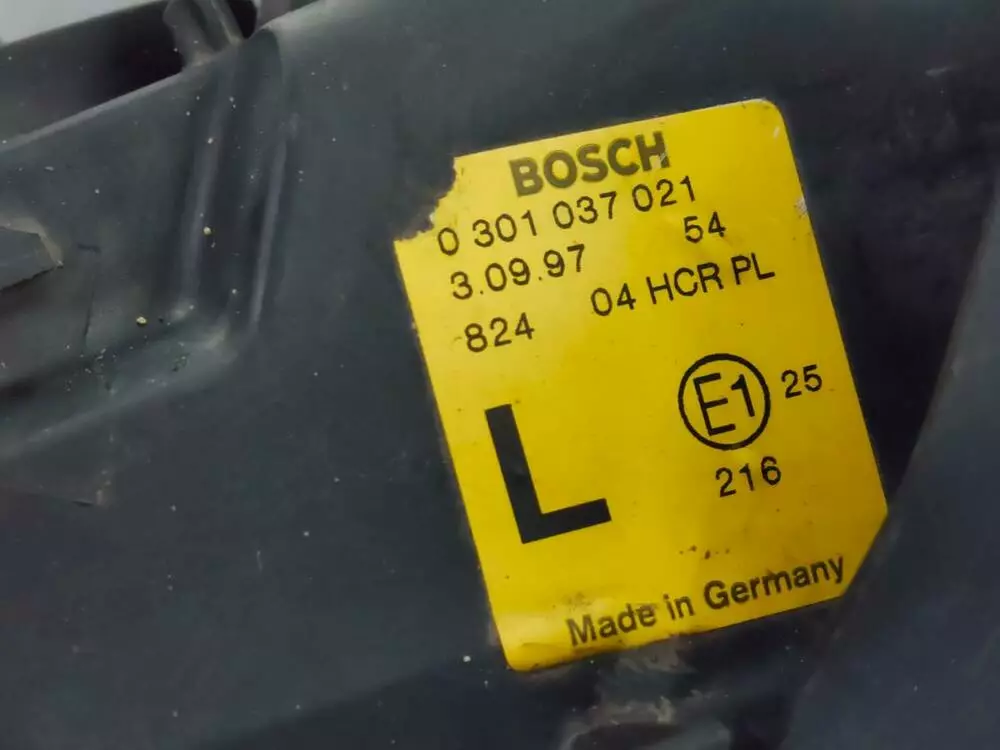 BOSCH
0 301 037 021
3.09.97 54
824 04 HCR PL
L E1 25
216
Made in Germany